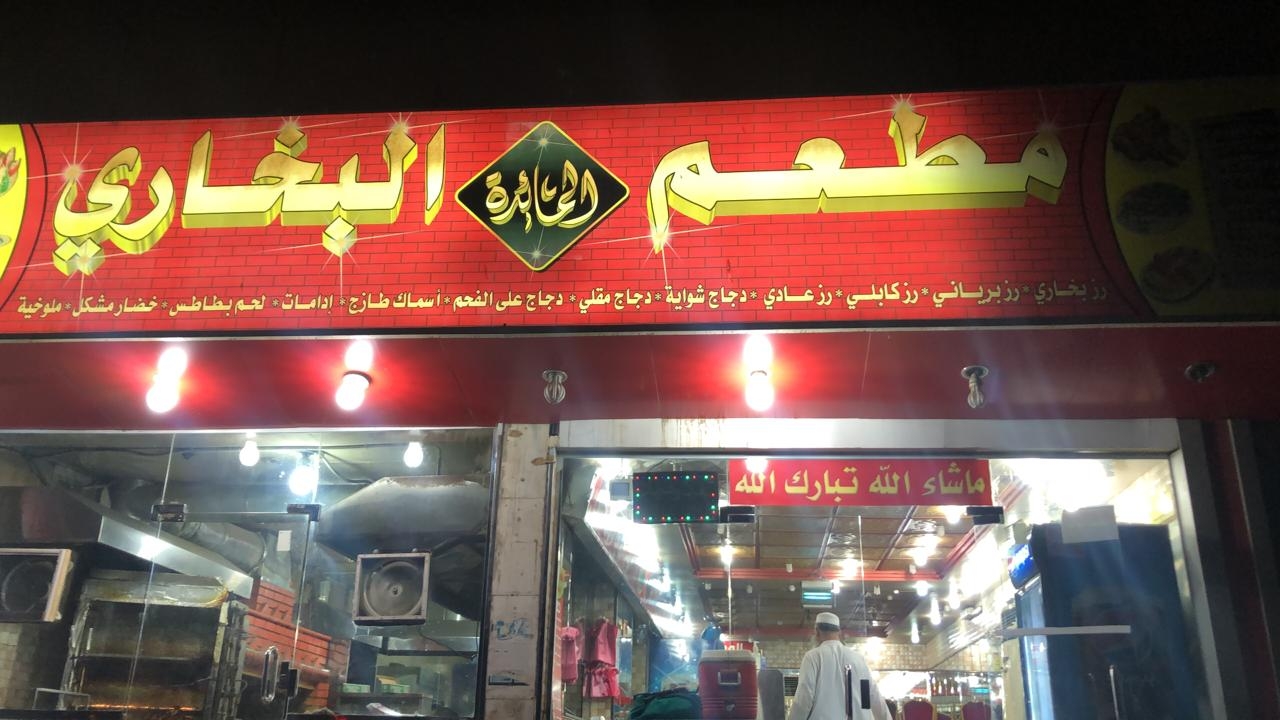 مطعم المائدة البخاري
رز بخاري * رز برياني * رز كابلي * رز عادي * دجاج شواية * دجاج مقلي * دجاج على الفحم * أسماك طازج * إدامات * لحم بطاطس * خضار مشكل * ملوخية
ماشاء الله تبارك الله